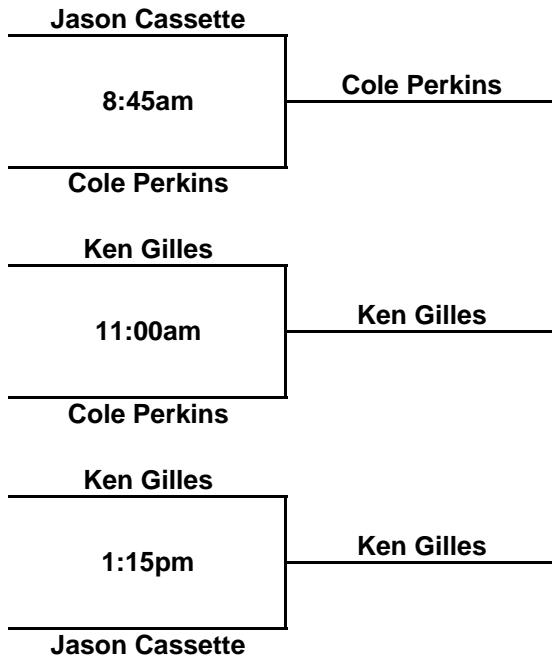 Jason Cassette
8:45am
Cole Perkins
Cole Perkins
Ken Gilles
11:00am
Ken Gilles
Cole Perkins
Ken Gilles
1:15pm
Ken Gilles
Jason Cassette